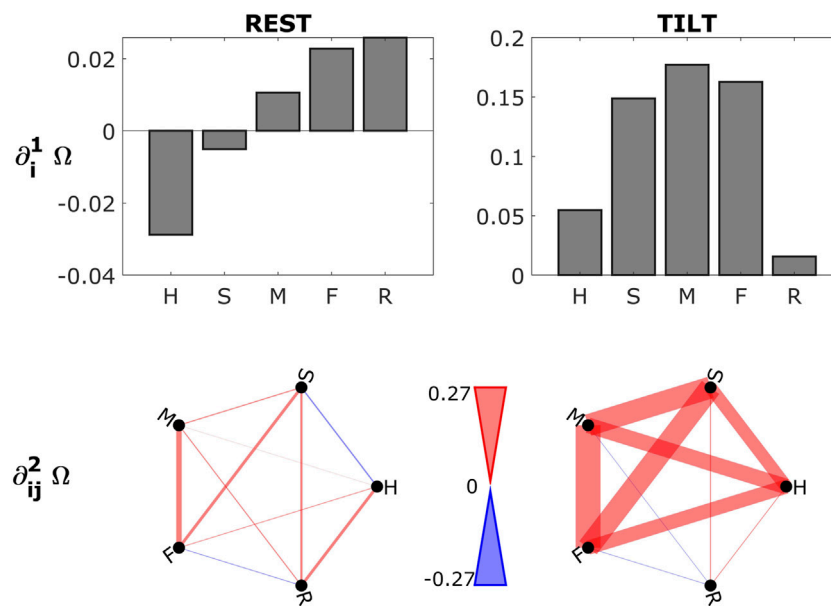 REST
TILT
0.02
0
-0.02
-0.04
0.2
0.15
0.1
0.05
0
∂¹ᵢ Ω
H S M F R
H S M F R
S
M
H
F
R
0.27
0
-0.27
S
M
H
F
R
∂²ᵢⱼ Ω